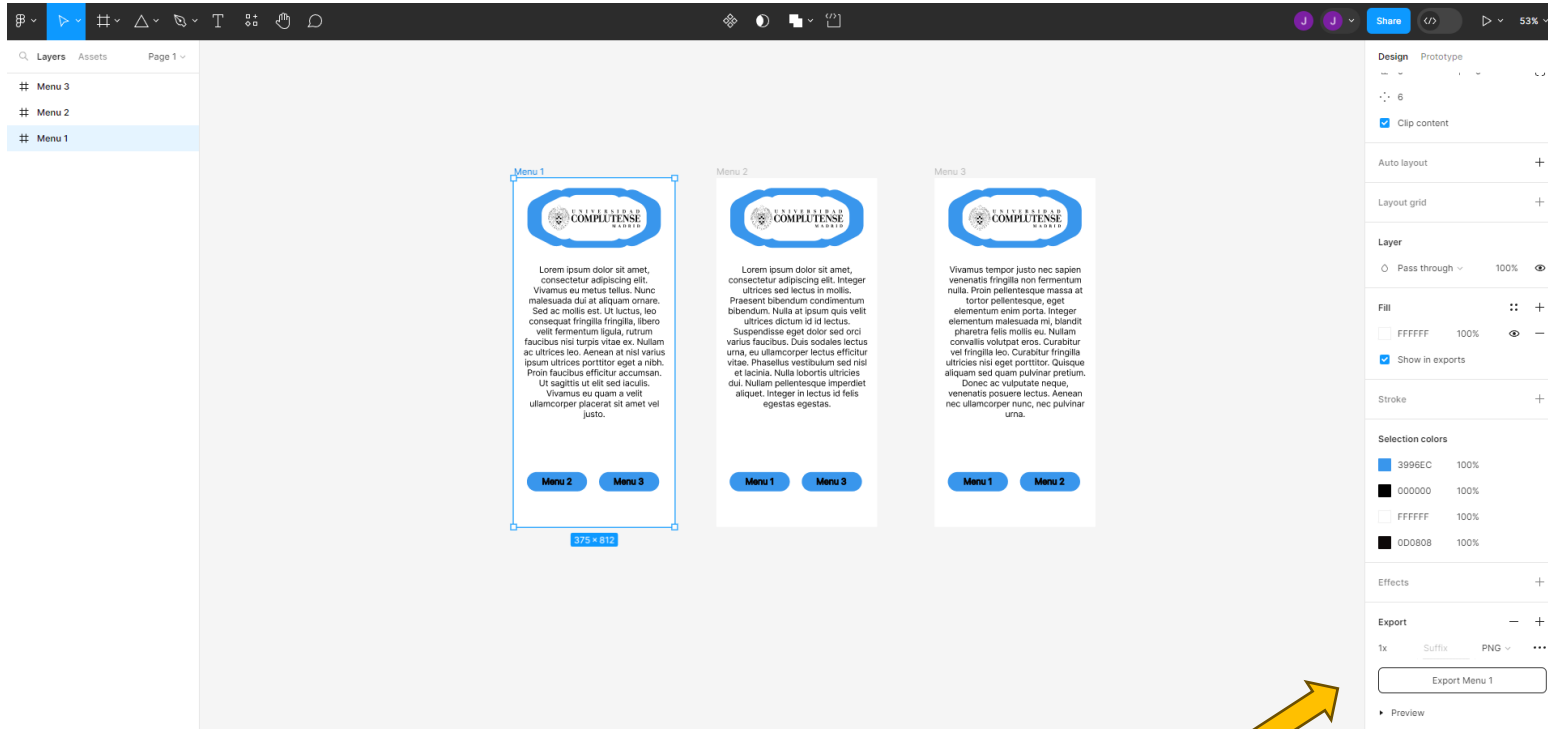 J
J
Share
53%
Layers
Assets
Page 1
Menu 3
Menu 2
Menu 1
Menu 1
UNIVERSIDAD
COMPLUTENSE
MADRID
Lorem ipsum dolor sit amet,
consectetur adipiscing elit.
Vivamus eu metus tellus. Nunc
malesuada dui at aliquam ornare.
Sed ac mollis est. Ut luctus, leo
consequat fringilla fringilla, libero
velit fermentum ligula, rutrum
faucibus nisi turpis vitae ex. Nullam
ac ultrices leo. Aenean at nisl varius
ipsum ultrices porttitor eget a nibh.
Proin faucibus efficitur accumsan.
Ut sagittis ut elit sed iaculis.
Vivamus eu quam a velit
ullamcorper placerat sit amet vel
justo.
Menu 2
Menu 3
375 × 812
Menu 2
UNIVERSIDAD
COMPLUTENSE
MADRID
Lorem ipsum dolor sit amet,
consectetur adipiscing elit. Integer
ultrices sed lectus in mollis.
Praesent bibendum condimentum
bibendum. Nulla at ipsum quis velit
ultrices dictum id id lectus.
Suspendisse eget dolor sed orci
varius faucibus. Duis sodales lectus
urna, eu ullamcorper lectus efficitur
vitae. Phasellus vestibulum sed nisl
et lacinia. Nulla lobortis ultricies
dui. Nullam pellentesque imperdiet
aliquet. Integer in lectus id felis
egestas egestas.
Menu 1
Menu 3
Menu 3
UNIVERSIDAD
COMPLUTENSE
MADRID
Vivamus tempor justo nec sapien
venenatis fringilla non fermentum
nulla. Proin pellentesque massa at
tortor pellentesque, eget
elementum enim porta. Integer
elementum malesuada mi, blandit
pharetra felis mollis eu. Nullam
convallis volutpat eros. Curabitur
vel fringilla leo. Curabitur fringilla
ultricies nisi eget porttitor. Quisque
aliquam sed quam pulvinar pretium.
Donec ac vulputate neque,
venenatis posuere lectus. Aenean
nec ullamcorper nunc, nec pulvinar
urna.
Menu 1
Menu 2
Design
Prototype
6
Clip content
Auto layout
Layout grid
Layer
Pass through 100%
Fill
FFFFFF 100%
Show in exports
Stroke
Selection colors
3996EC 100%
000000 100%
FFFFFF 100%
0D0808 100%
Effects
Export
1x Suffix PNG
Export Menu 1
Preview